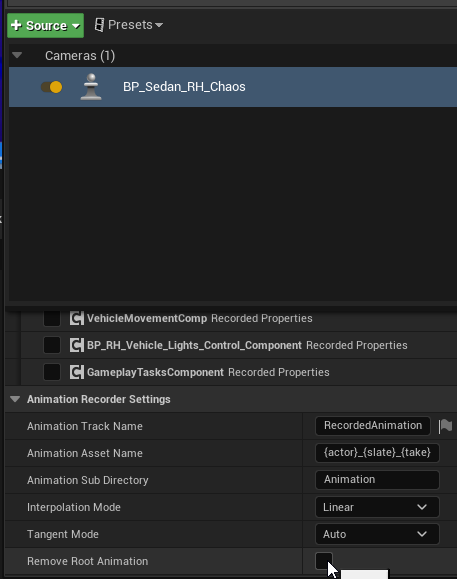 Source
Presets
Cameras (1)
BP_Sedan_RH_Chaos
VehicleMovementComp Recorded Properties
BP_RH_Vehicle_Lights_Control_Component Recorded Properties
GameplayTasksComponent Recorded Properties
Animation Recorder Settings
Animation Track Name RecordedAnimation
Animation Asset Name {actor}_{slate}_{take}
Animation Sub Directory Animation
Interpolation Mode Linear
Tangent Mode Auto
Remove Root Animation